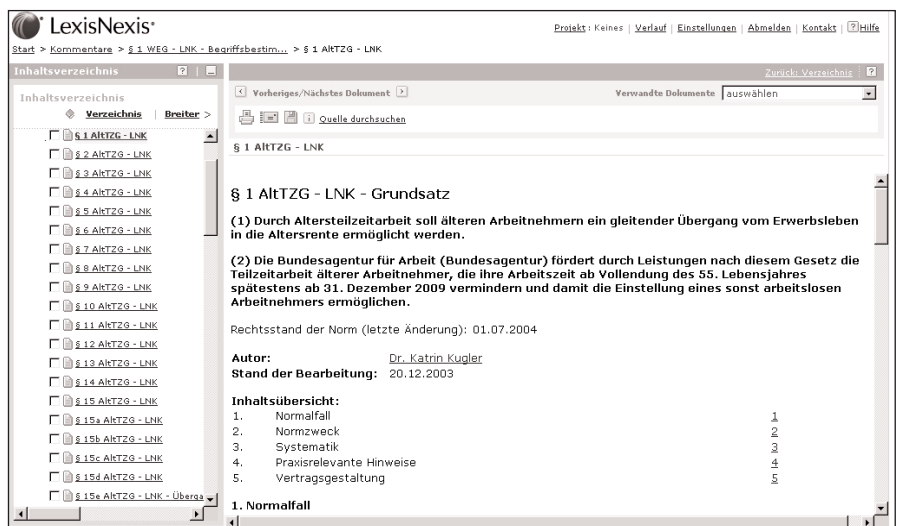 LexisNexis·
Projekt: Keines | Verlauf | Einstellungen | Abmelden | Kontakt | ? Hilfe
Start > Kommentare > § 1 WEG - LNK - Begriffsbestim... > § 1 AltTZG - LNK
Inhaltsverzeichnis
Zurück: Verzeichnis
Inhaltsverzeichnis
Verzeichnis | Breiter >
§ 1 AltTZG - LNK
§ 2 AltTZG - LNK
§ 3 AltTZG - LNK
§ 4 AltTZG - LNK
§ 5 AltTZG - LNK
§ 6 AltTZG - LNK
§ 7 AltTZG - LNK
§ 8 AltTZG - LNK
§ 9 AltTZG - LNK
§ 10 AltTZG - LNK
§ 11 AltTZG - LNK
§ 12 AltTZG - LNK
§ 13 AltTZG - LNK
§ 14 AltTZG - LNK
§ 15 AltTZG - LNK
§ 15a AltTZG - LNK
§ 15b AltTZG - LNK
§ 15c AltTZG - LNK
§ 15d AltTZG - LNK
§ 15e AltTZG - LNK - Überga
Vorheriges/Nächstes Dokument
Verwandte Dokumente auswählen
Quelle durchsuchen
§ 1 AltTZG - LNK
§ 1 AltTZG - LNK - Grundsatz
(1) Durch Altersteilzeitarbeit soll älteren Arbeitnehmern ein gleitender Übergang vom Erwerbsleben
in die Altersrente ermöglicht werden.
(2) Die Bundesagentur für Arbeit (Bundesagentur) fördert durch Leistungen nach diesem Gesetz die
Teilzeitarbeit älterer Arbeitnehmer, die ihre Arbeitszeit ab Vollendung des 55. Lebensjahres
spätestens ab 31. Dezember 2009 vermindern und damit die Einstellung eines sonst arbeitslosen
Arbeitnehmers ermöglichen.
Rechtsstand der Norm (letzte Änderung): 01.07.2004
Autor: Dr. Katrin Kugler
Stand der Bearbeitung: 20.12.2003
Inhaltsübersicht:
1. Normalfall 1
2. Normzweck 2
3. Systematik 3
4. Praxisrelevante Hinweise 4
5. Vertragsgestaltung 5
1. Normalfall